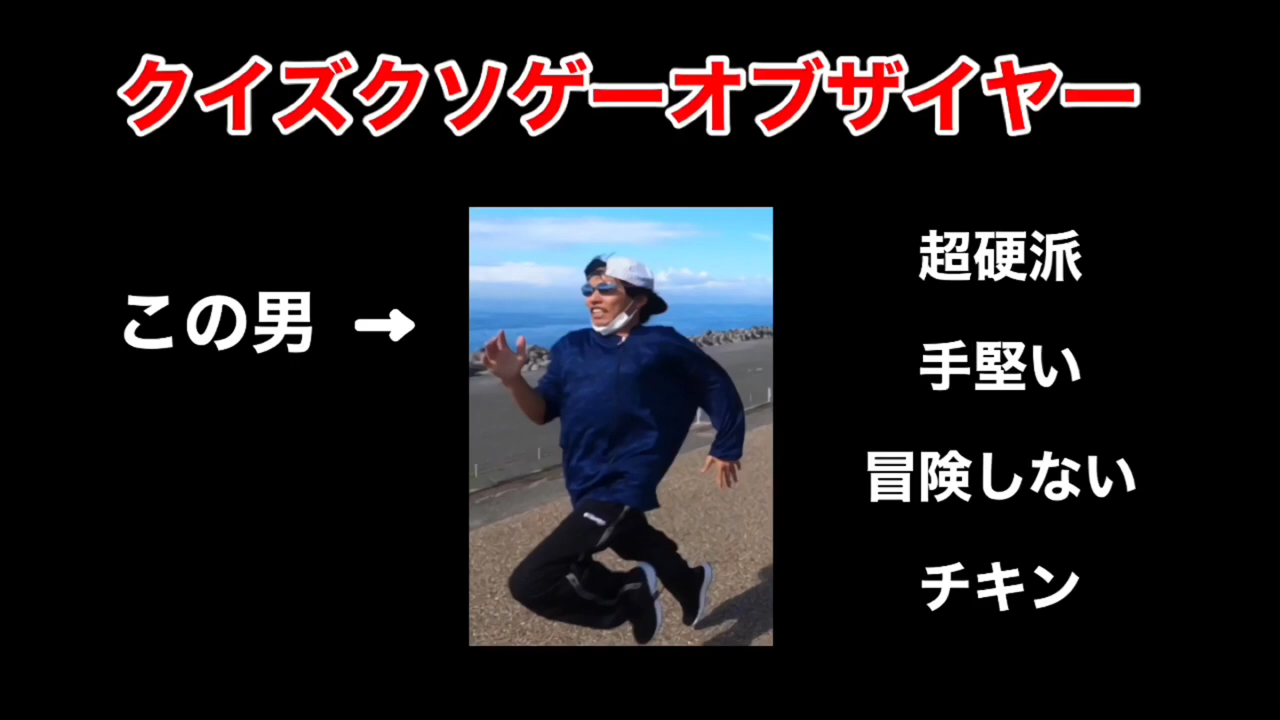 クイズクソゲーオブザイヤー
この男 →
超硬派
手堅い
冒険しない
チキン